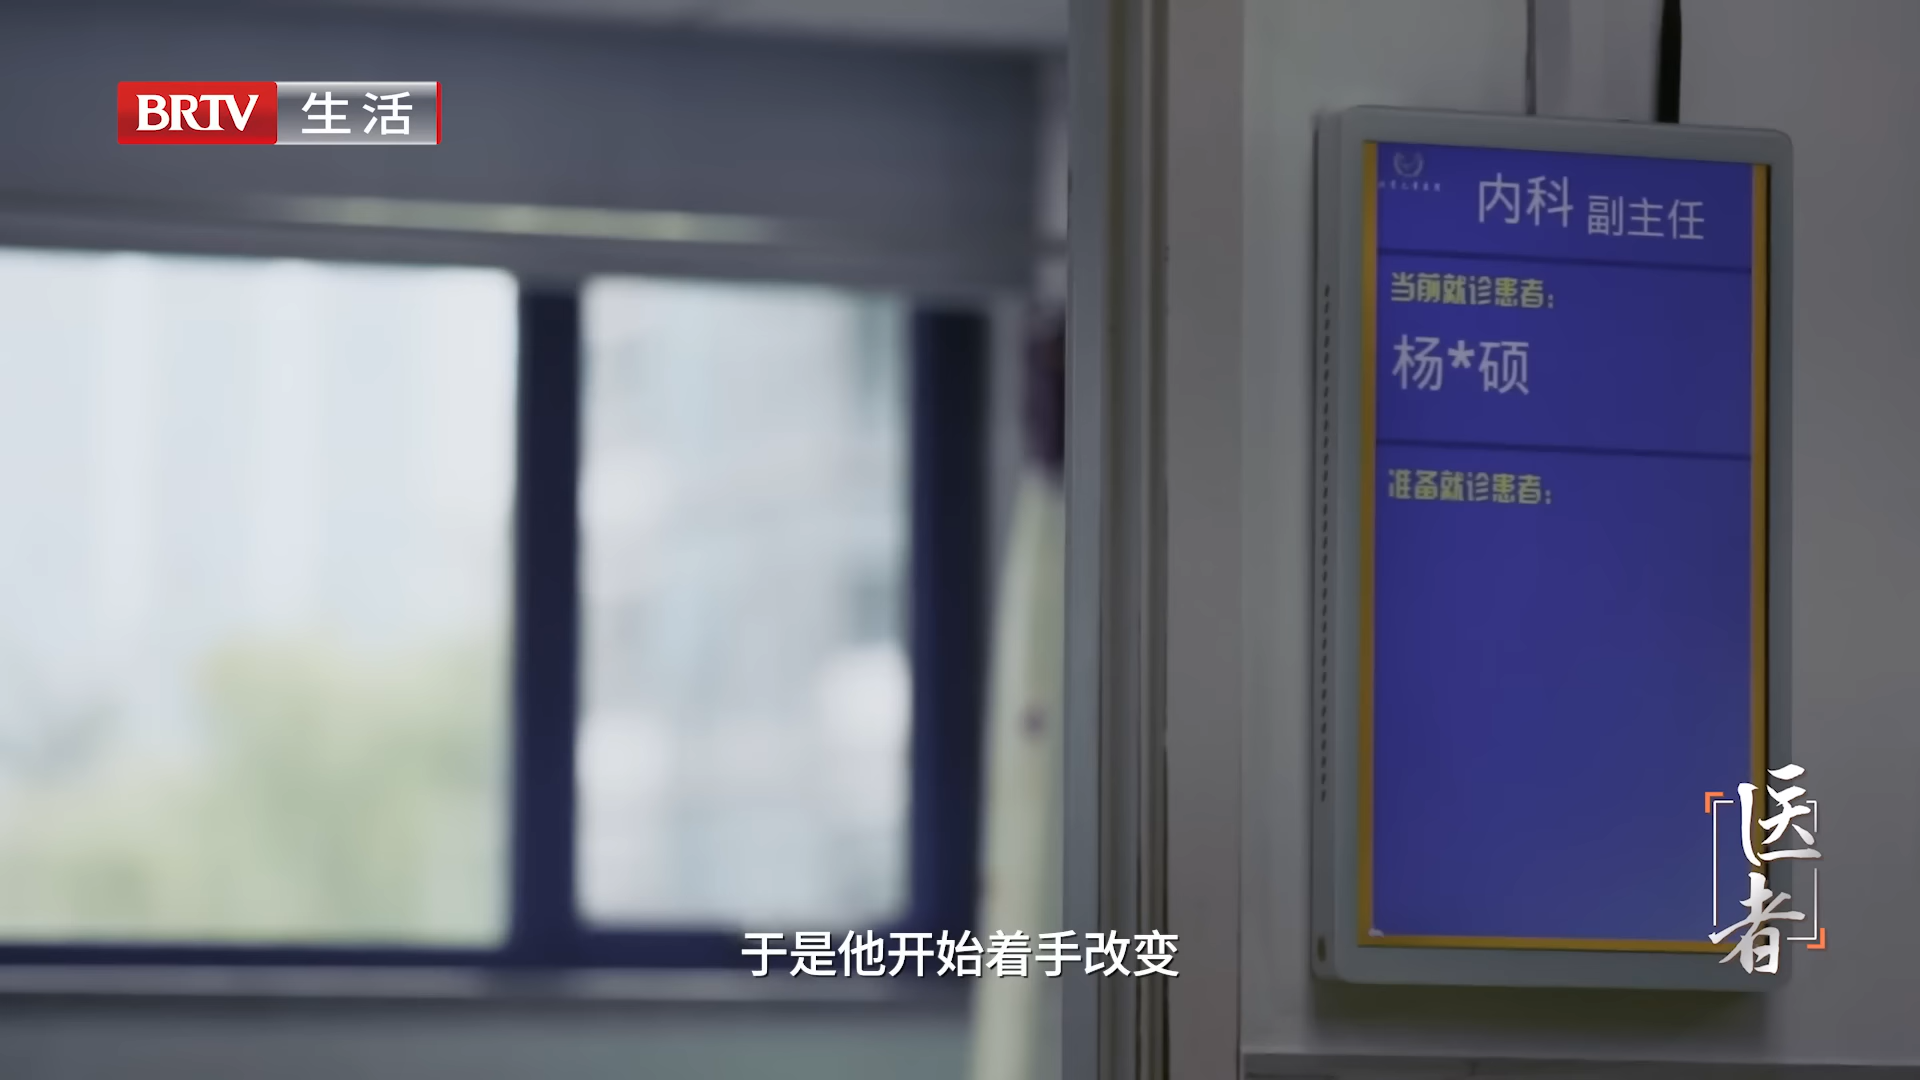 BRTV 生活
内科 副主任
当前就诊患者：
杨*硕
准备就诊患者：
医者
于是他开始着手改变